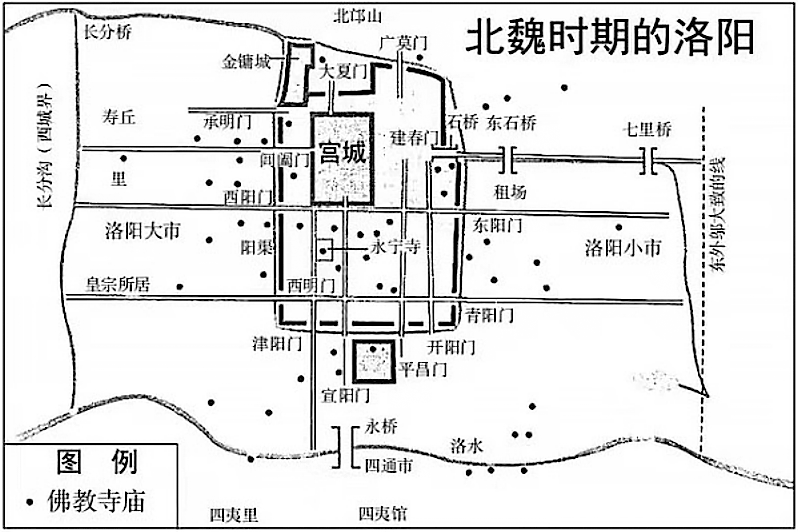 北魏时期的洛阳
北邙山
长分桥
广莫门
金镛城
大夏门
寿丘
承明门
建春门
石桥
东石桥
七里桥
宫城
长分沟（西城界）
阊阖门
里
西阳门
租场
东外郭大致的线
洛阳大市
阳渠
永宁寺
东阳门
洛阳小市
皇宗所居
西明门
青阳门
津阳门
开阳门
平昌门
宣阳门
永桥
洛水
四通市
图 例
佛教寺庙
四夷里
四夷馆